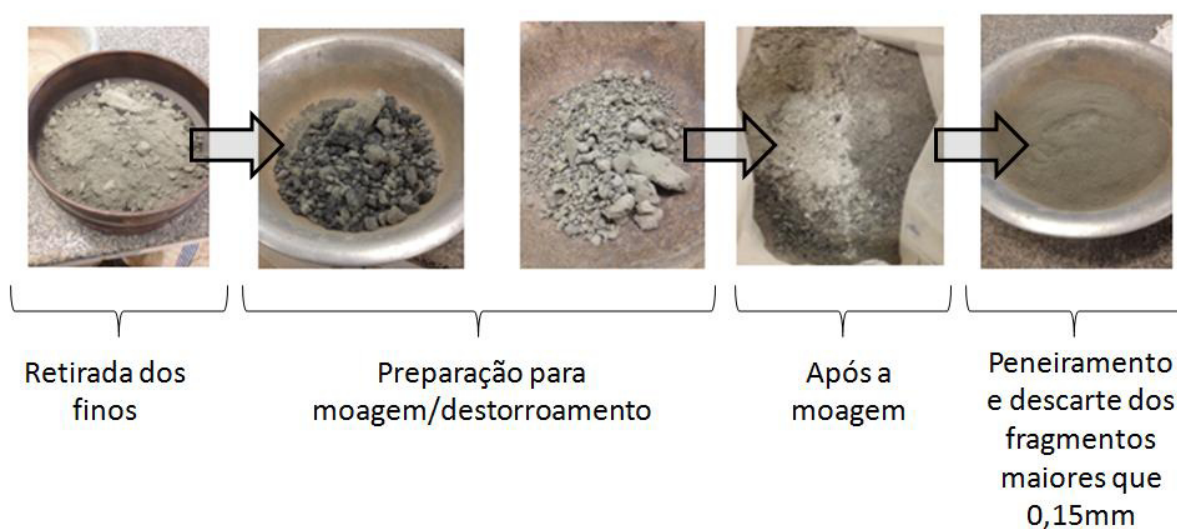 Retirada dos
finos
Preparação para
moagem/destorroamento
Após a
moagem
Peneiramento
e descarte dos
fragmentos
maiores que
0,15mm